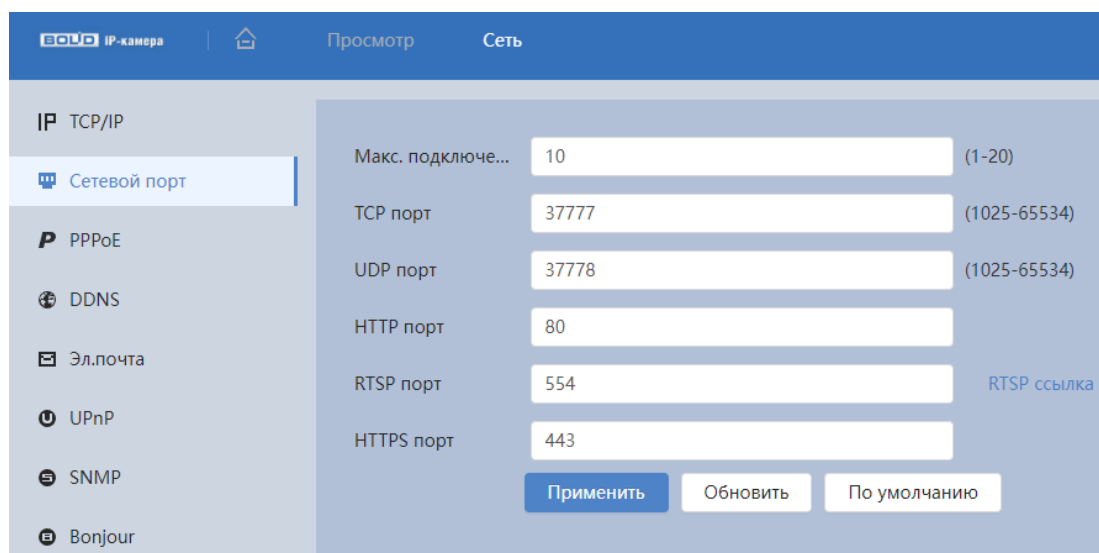 BOLID IP-камера
Просмотр Сеть
TCP/IP
Сетевой порт
PPPoE
DDNS
Эл.почта
UPnP
SNMP
Bonjour
Макс. подключе... 10 (1-20)
TCP порт 37777 (1025-65534)
UDP порт 37778 (1025-65534)
HTTP порт 80
RTSP порт 554 RTSP ссылка
HTTPS порт 443
Применить Обновить По умолчанию